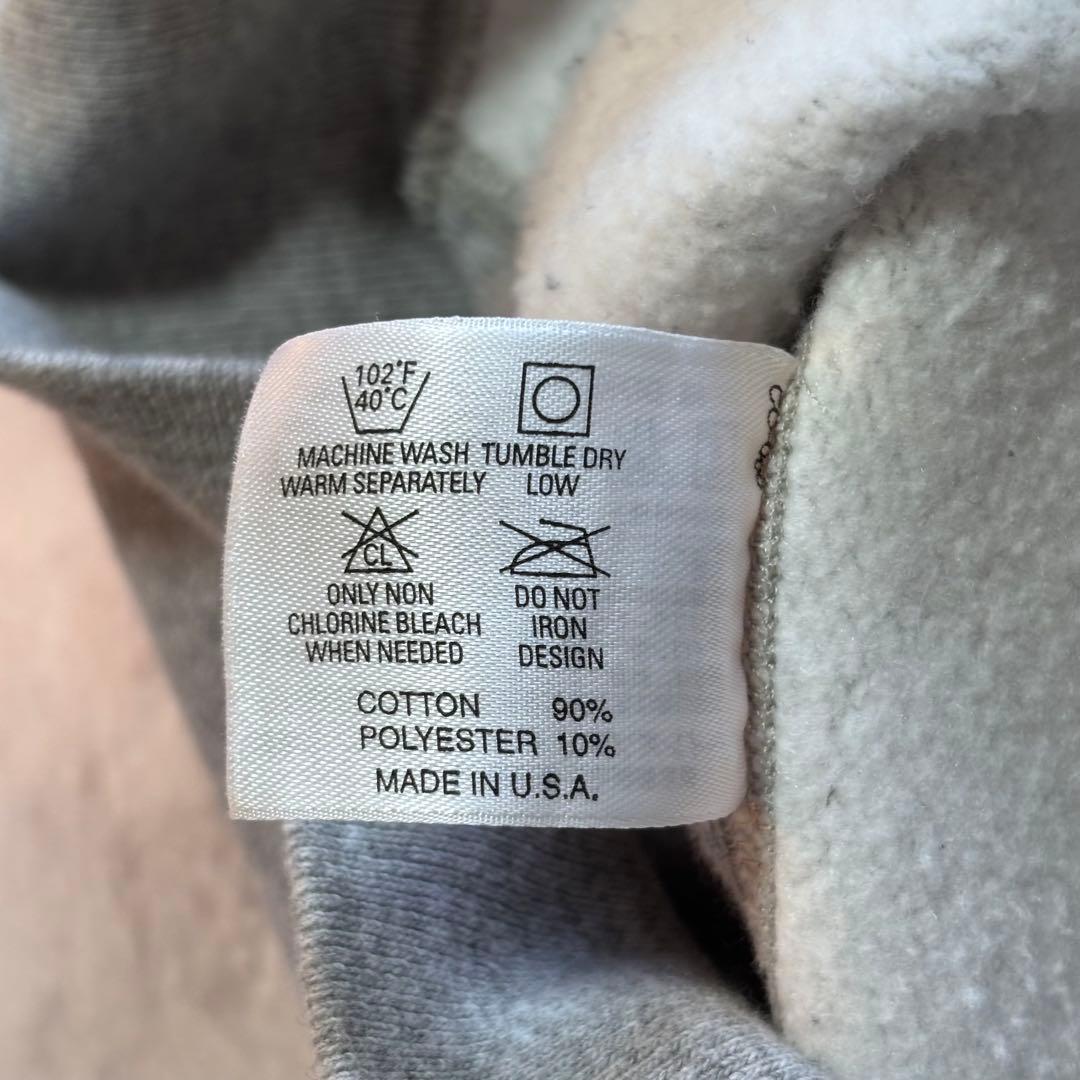 102°F
40°C
MACHINE WASH TUMBLE DRY
WARM SEPARATELY LOW
CL
ONLY NON DO NOT
CHLORINE BLEACH IRON
WHEN NEEDED DESIGN
COTTON 90%
POLYESTER 10%
MADE IN U.S.A.